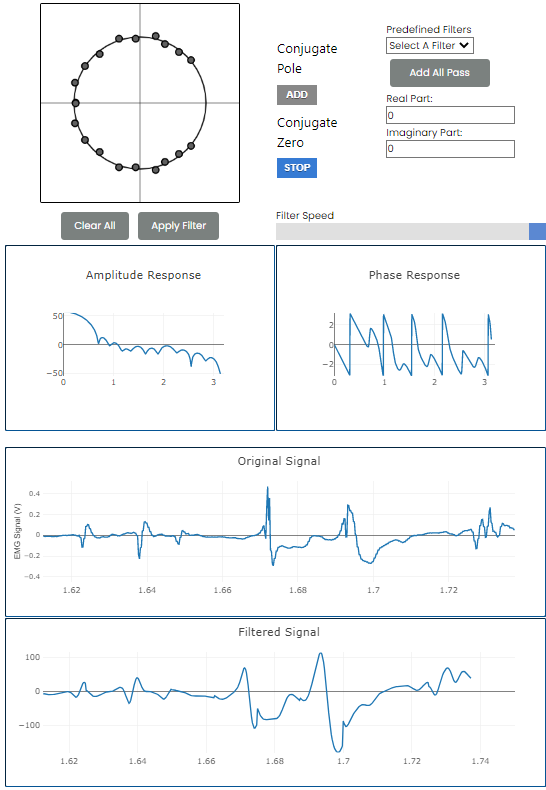 Predefined Filters
Select A Filter
Conjugate
Pole
Add All Pass
ADD
Real Part:
0
Conjugate
Zero
Imaginary Part:
0
STOP
Clear All
Apply Filter
Filter Speed
Amplitude Response
50
0
−50
0
1
2
3
Phase Response
2
0
−2
0
1
2
3
Original Signal
EMG Signal (V)
0.4
0.2
0
−0.2
−0.4
1.62
1.64
1.66
1.68
1.7
1.72
Filtered Signal
100
0
−100
1.62
1.64
1.66
1.68
1.7
1.72
1.74